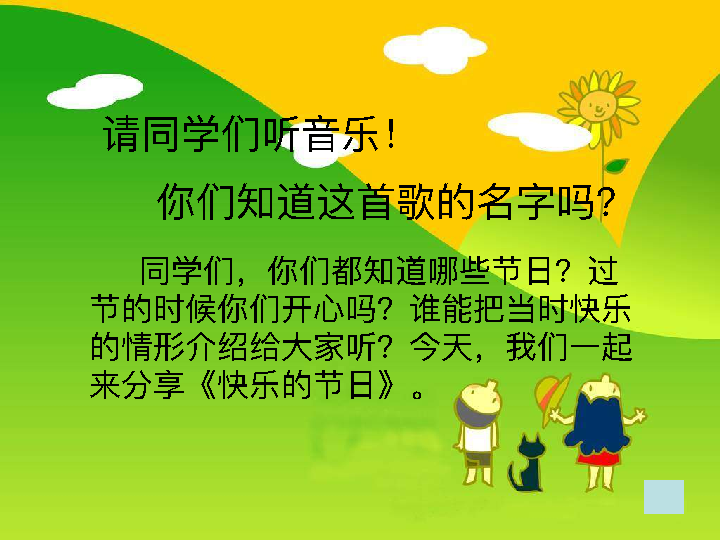 请同学们听音乐！
你们知道这首歌的名字吗？
同学们，你们都知道哪些节日？过
节的时候你们开心吗？谁能把当时快乐
的情形介绍给大家听？今天，我们一起
来分享《快乐的节日》。